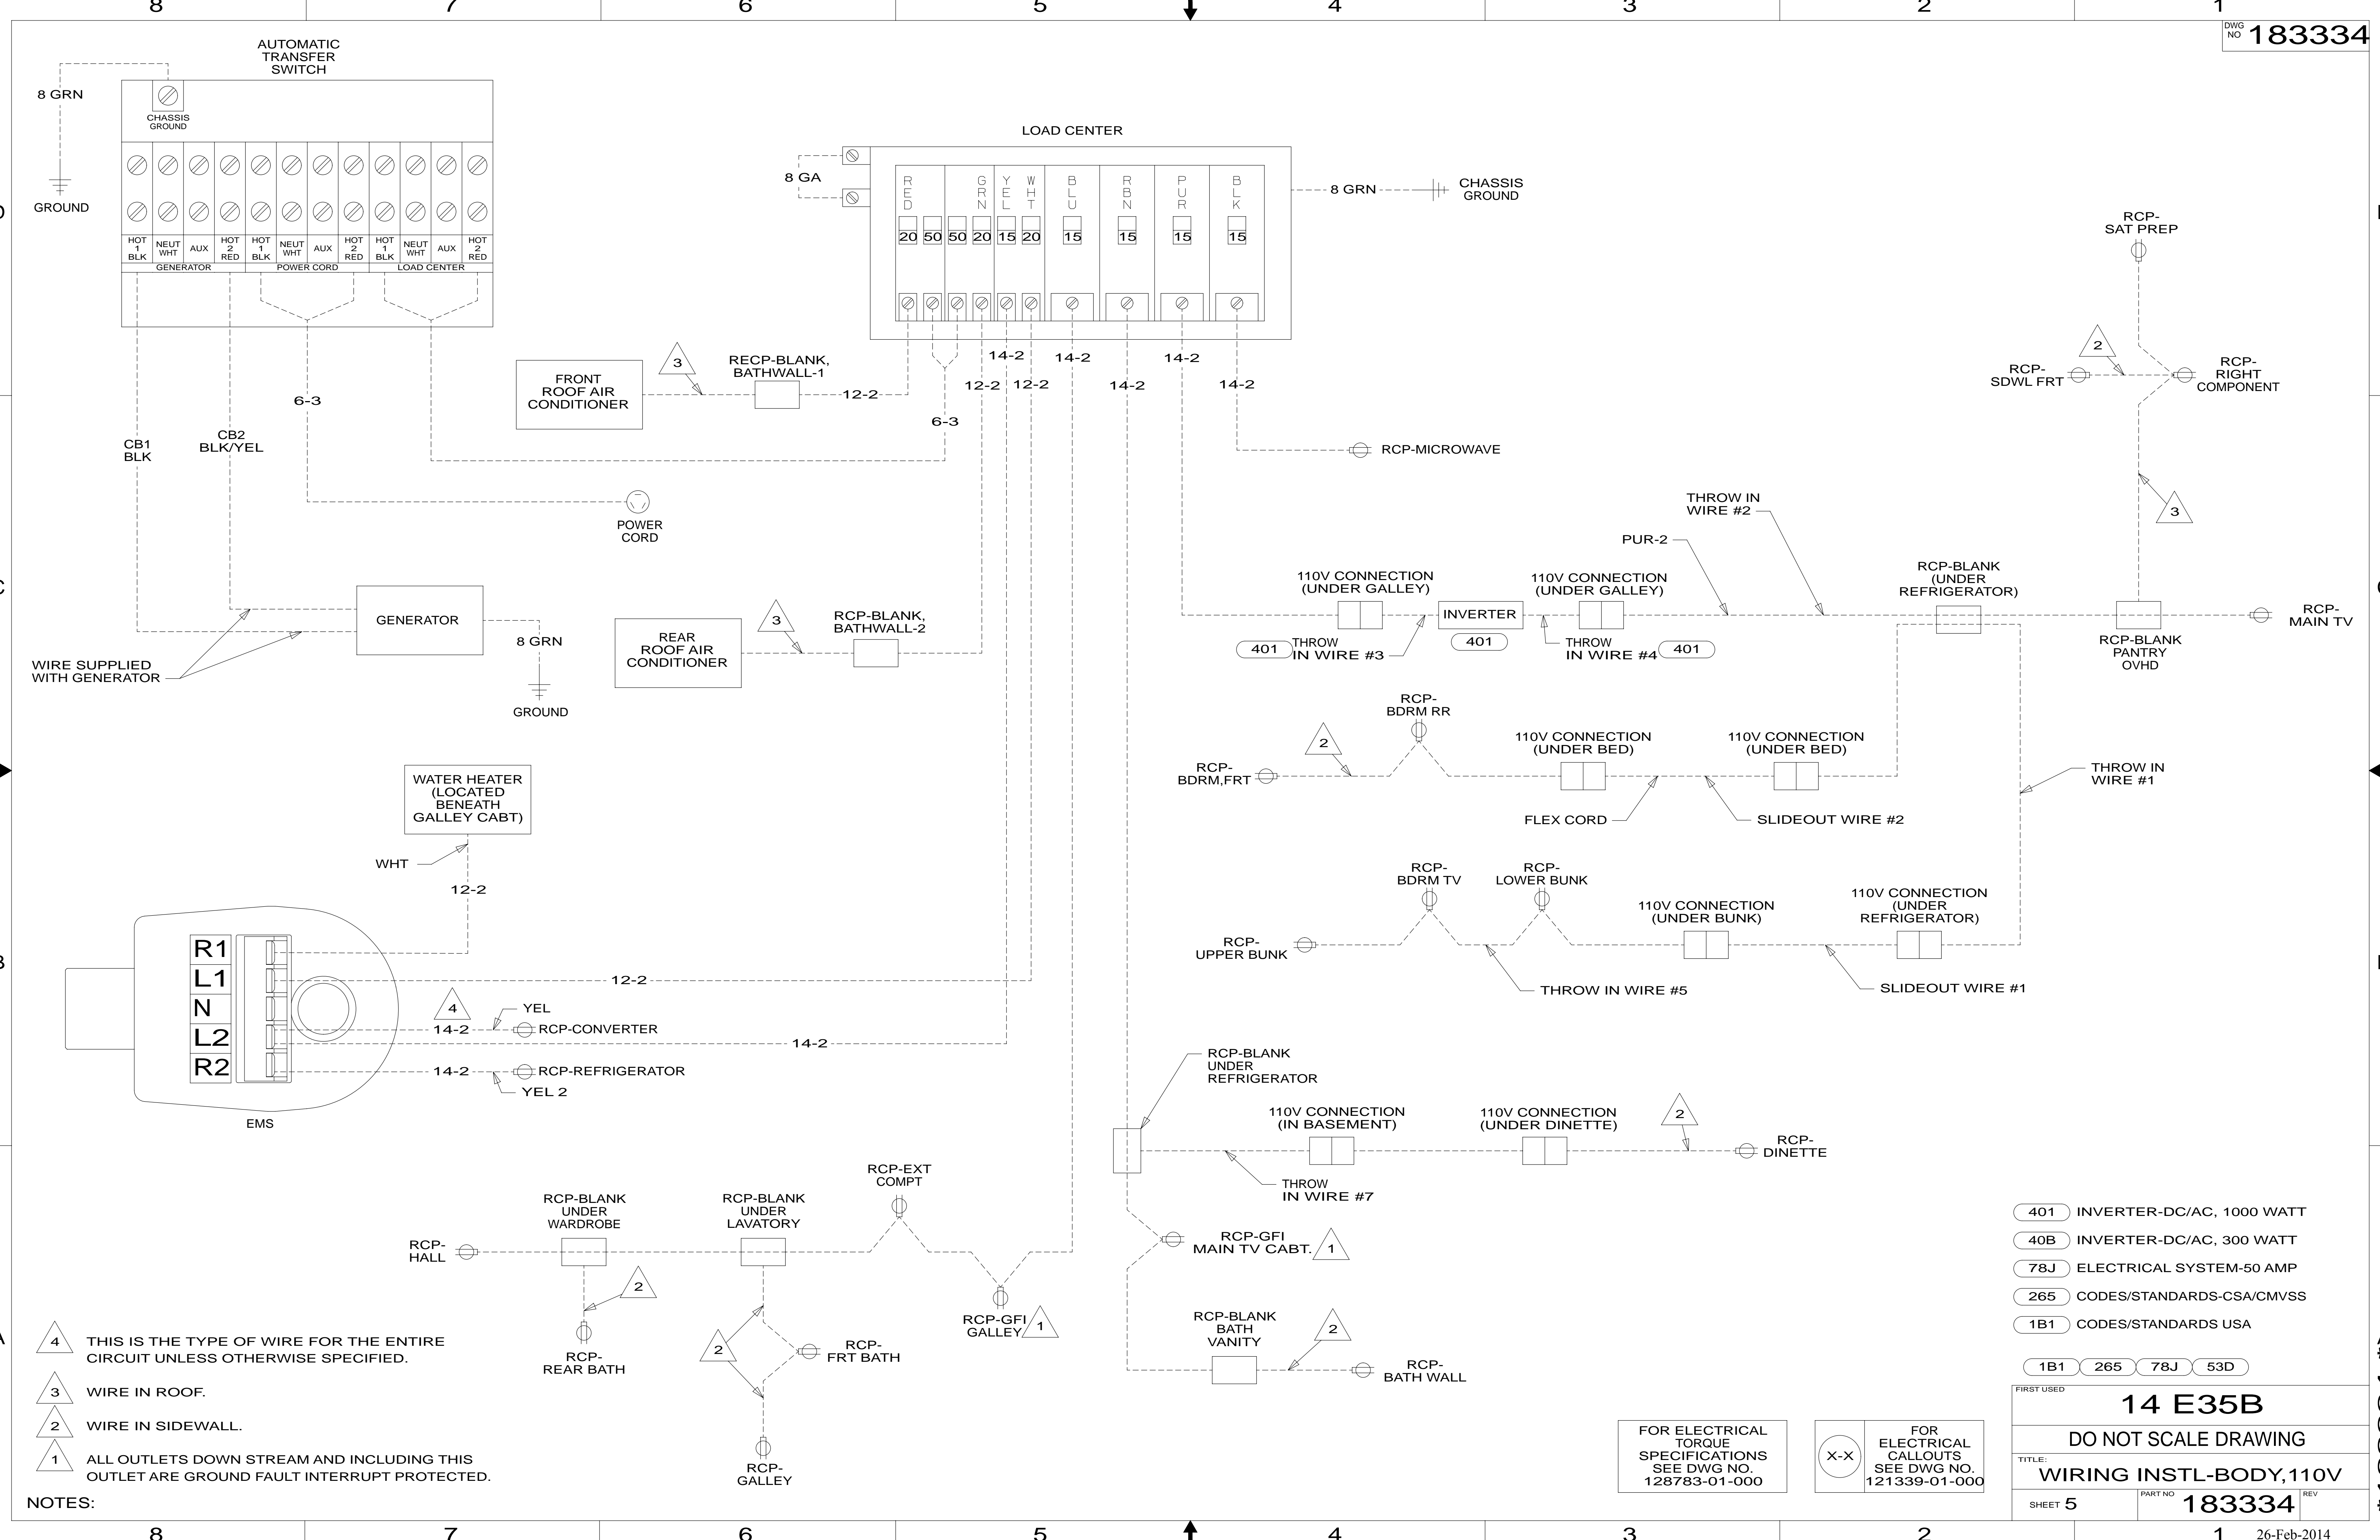 8 7 6 5 4 3 2 1
DWG
NO
183334
AUTOMATIC
TRANSFER
SWITCH
8 GRN
GROUND
CHASSIS
GROUND
HOT
1
BLK
NEUT
WHT
AUX
HOT
2
RED
HOT
1
BLK
NEUT
WHT
AUX
HOT
2
RED
HOT
1
BLK
NEUT
WHT
AUX
HOT
2
RED
GENERATOR
POWER CORD
LOAD CENTER
LOAD CENTER
8 GA
RED
GRN
YEL
WHT
BLU
RBN
PUR
BLK
20 50 50 20 15 20 15 15 15 15
8 GRN
CHASSIS
GROUND
RCP-
SAT PREP
2
RCP-
SDWL FRT
RCP-
RIGHT
COMPONENT
3
FRONT
ROOF AIR
CONDITIONER
3
RECP-BLANK,
BATHWALL-1
12-2
6-3
12-2
14-2
12-2
14-2
14-2
14-2
14-2
6-3
CB1
BLK
CB2
BLK/YEL
RCP-MICROWAVE
POWER
CORD
GENERATOR
8 GRN
GROUND
WIRE SUPPLIED
WITH GENERATOR
REAR
ROOF AIR
CONDITIONER
3
RCP-BLANK,
BATHWALL-2
THROW IN
WIRE #2
PUR-2
110V CONNECTION
(UNDER GALLEY)
INVERTER
401
110V CONNECTION
(UNDER GALLEY)
401
THROW
IN WIRE #3
THROW
IN WIRE #4
401
RCP-BLANK
(UNDER
REFRIGERATOR)
RCP-BLANK
PANTRY
OVHD
RCP-
MAIN TV
RCP-
BDRM RR
2
RCP-
BDRM,FRT
110V CONNECTION
(UNDER BED)
110V CONNECTION
(UNDER BED)
FLEX CORD
SLIDEOUT WIRE #2
THROW IN
WIRE #1
WATER HEATER
(LOCATED
BENEATH
GALLEY CABT)
WHT
12-2
RCP-
BDRM TV
RCP-
LOWER BUNK
RCP-
UPPER BUNK
110V CONNECTION
(UNDER BUNK)
110V CONNECTION
(UNDER
REFRIGERATOR)
THROW IN WIRE #5
SLIDEOUT WIRE #1
R1
L1
N
L2
R2
EMS
12-2
4
YEL
14-2
RCP-CONVERTER
14-2
14-2
RCP-REFRIGERATOR
YEL 2
RCP-BLANK
UNDER
REFRIGERATOR
110V CONNECTION
(IN BASEMENT)
110V CONNECTION
(UNDER DINETTE)
2
RCP-
DINETTE
THROW
IN WIRE #7
RCP-GFI
MAIN TV CABT.
1
RCP-BLANK
BATH
VANITY
2
RCP-
BATH WALL
RCP-
HALL
RCP-BLANK
UNDER
WARDROBE
2
RCP-
REAR BATH
RCP-BLANK
UNDER
LAVATORY
2
RCP-
FRT BATH
RCP-
GALLEY
RCP-EXT
COMPT
RCP-GFI
GALLEY
1
401 INVERTER-DC/AC, 1000 WATT
40B INVERTER-DC/AC, 300 WATT
78J ELECTRICAL SYSTEM-50 AMP
265 CODES/STANDARDS-CSA/CMVSS
1B1 CODES/STANDARDS USA
1B1 265 78J 53D
4 THIS IS THE TYPE OF WIRE FOR THE ENTIRE
CIRCUIT UNLESS OTHERWISE SPECIFIED.
3 WIRE IN ROOF.
2 WIRE IN SIDEWALL.
1 ALL OUTLETS DOWN STREAM AND INCLUDING THIS
OUTLET ARE GROUND FAULT INTERRUPT PROTECTED.
NOTES:
FOR ELECTRICAL
TORQUE
SPECIFICATIONS
SEE DWG NO.
128783-01-000
X-X
FOR
ELECTRICAL
CALLOUTS
SEE DWG NO.
121339-01-000
FIRST USED
14 E35B
DO NOT SCALE DRAWING
TITLE:
WIRING INSTL-BODY,110V
SHEET 5
PART NO
183334
REV
8 7 6 5 4 3 2 1
26-Feb-2014